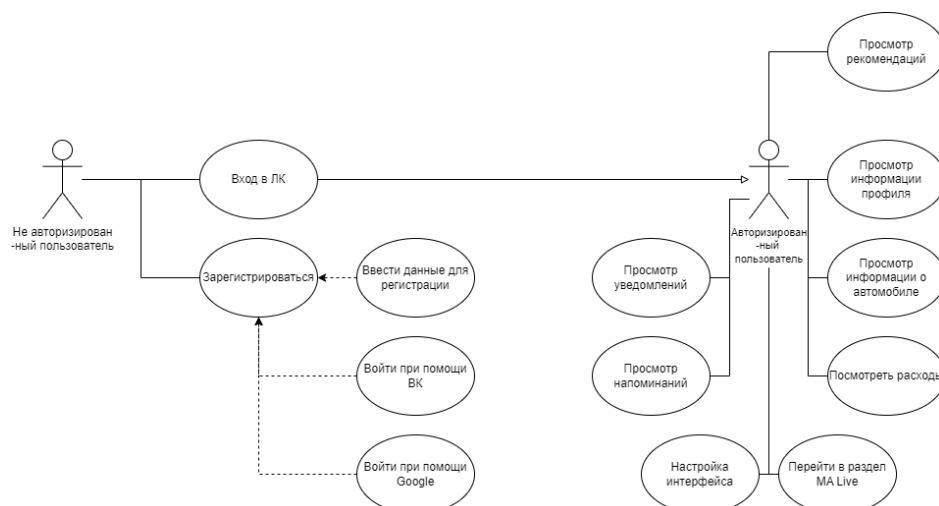 Просмотр
рекомендаций
Вход в ЛК
Просмотр
информации
профиля
Не авторизирован
-ный пользователь
Авторизирован
-ный
пользователь
Зарегистрироваться
Ввести данные для
регистрации
Просмотр
уведомлений
Просмотр
информации о
автомобиле
Войти при помощи
ВК
Просмотр
напоминаний
Посмотреть расходы
Войти при помощи
Google
Настройка
интерфейса
Перейти в раздел
MA Live